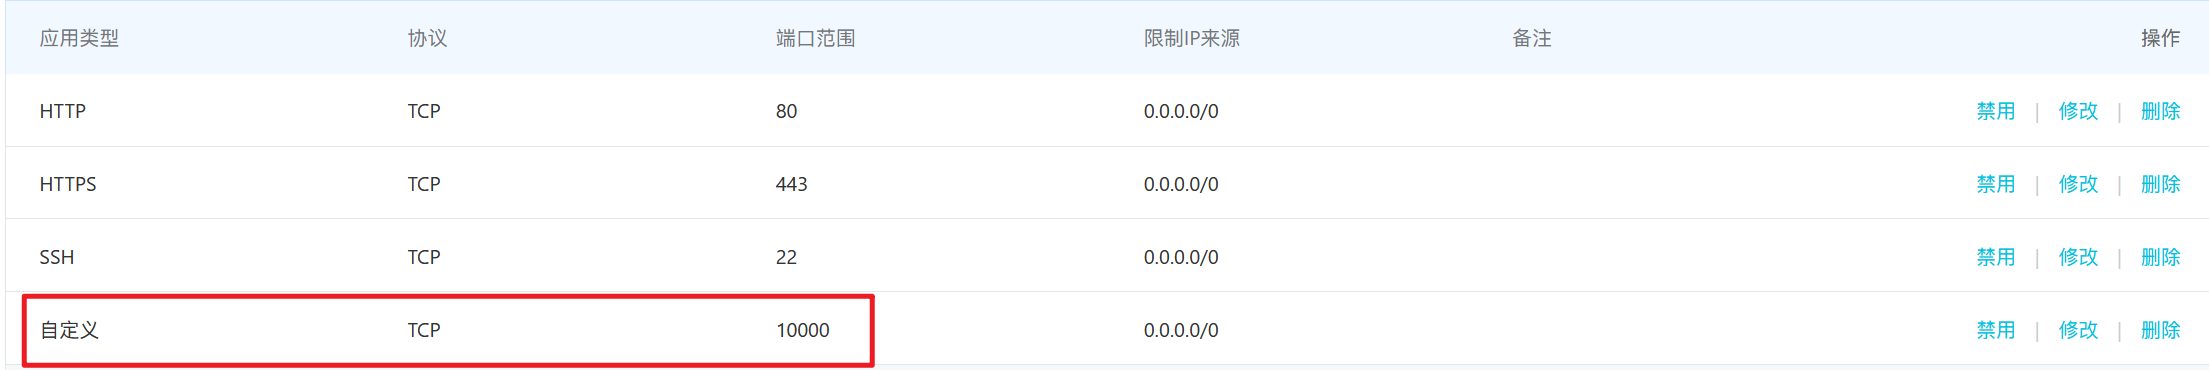 应用类型 协议 端口范围 限制IP来源 备注 操作
HTTP TCP 80 0.0.0.0/0 禁用 | 修改 | 删除
HTTPS TCP 443 0.0.0.0/0 禁用 | 修改 | 删除
SSH TCP 22 0.0.0.0/0 禁用 | 修改 | 删除
自定义 TCP 10000 0.0.0.0/0 禁用 | 修改 | 删除